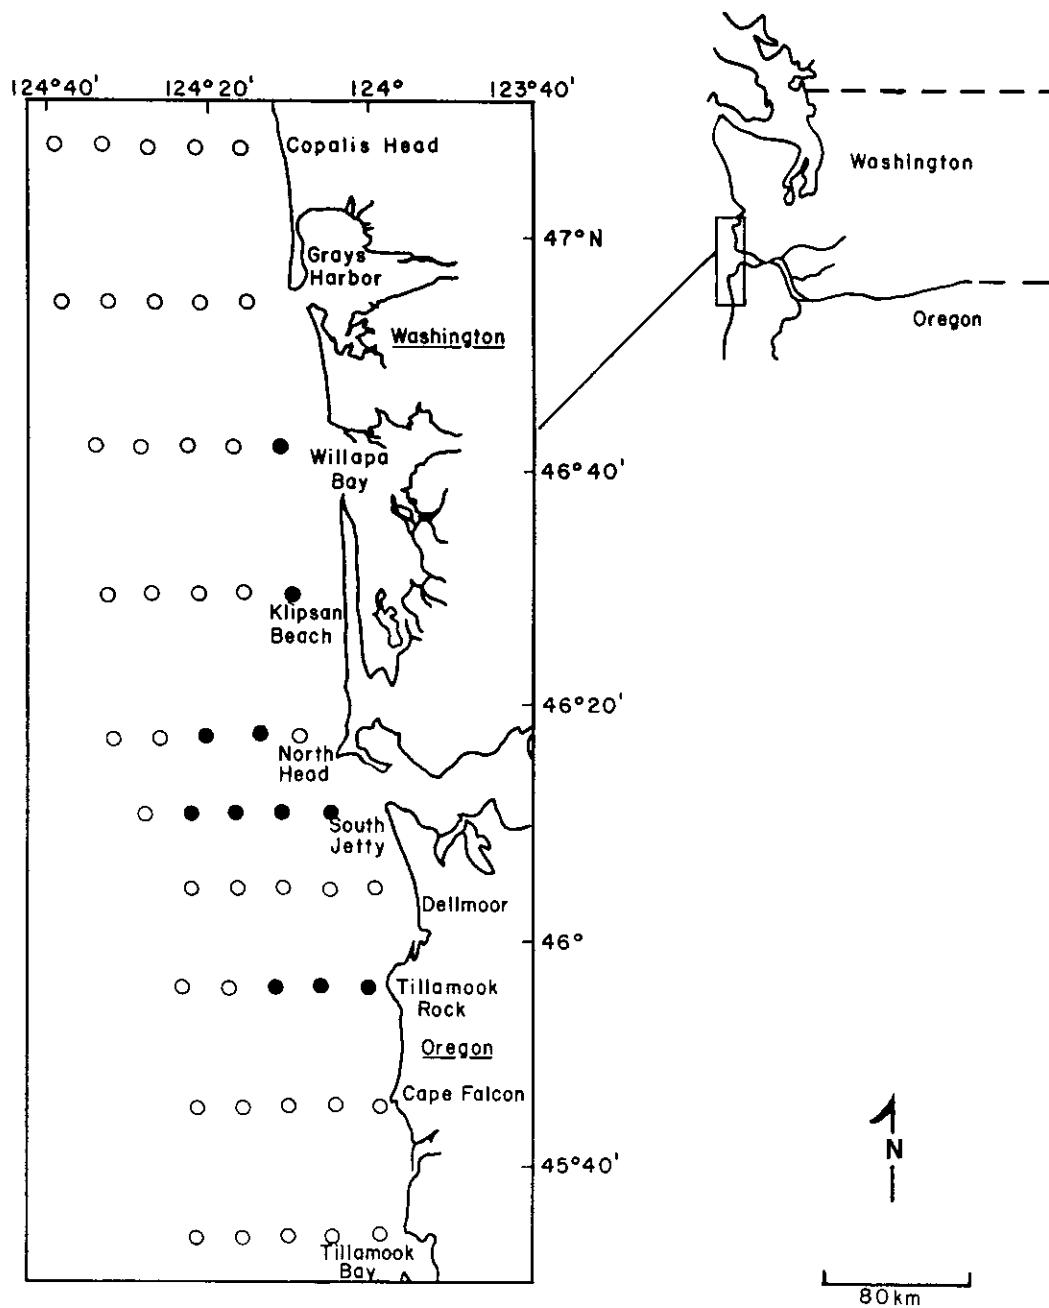 124°40'
124°20'
124°
123°40'
Copalis Head
47°N
Grays
Harbor
Washington
Willapa
Bay
46°40'
Klipsan
Beach
46°20'
North
Head
South
Jetty
Dellmoor
46°
Tillamook
Rock
Oregon
Cape Falcon
45°40'
Tillamook
Bay
Washington
Oregon
N
80km